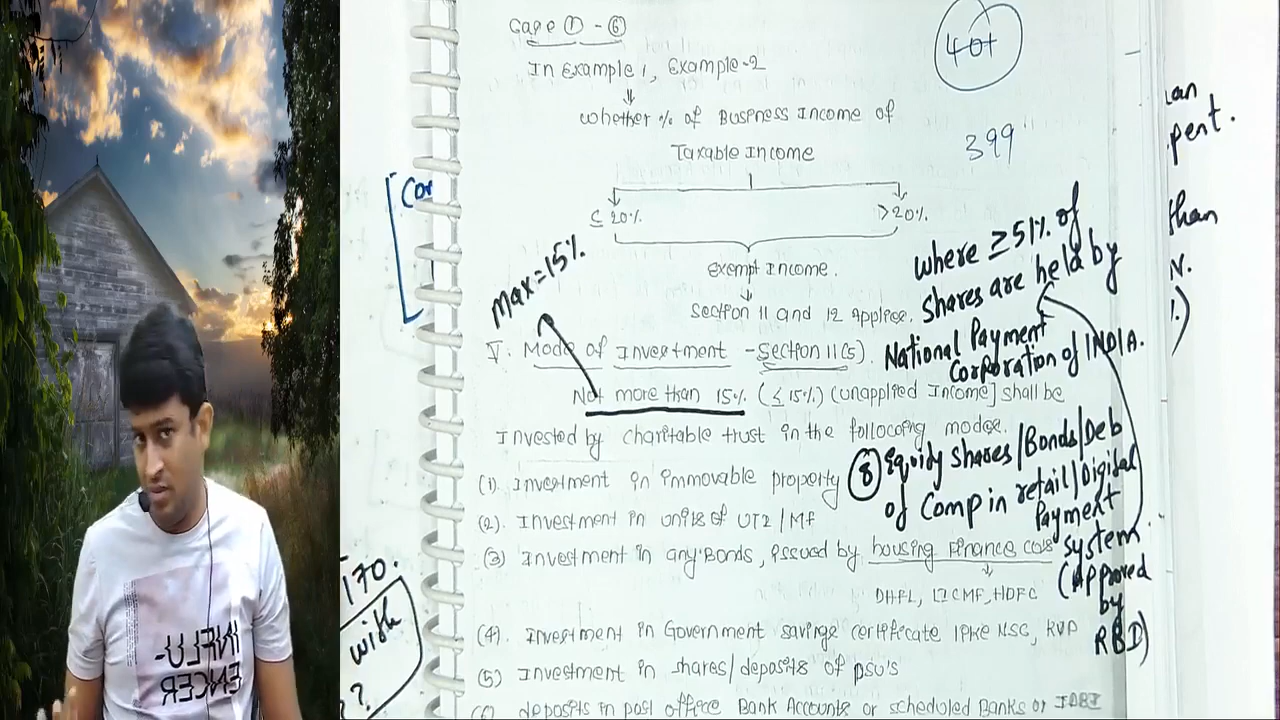 Case ① - ⑥
401
In Example 1, Example-2
whether % of Business Income of
Taxable Income
399
≤ 20%.
>20%.
Exempt Income.
Section 11 and 12 applies.
Max = 15%
where ≥ 51% of
shares are held by
National Payment
Corporation of INDIA.
V. Mode of Investment - Section 11(5).
Not more than 15% (≤ 15%) (unapplied Income] shall be
Invested by charitable trust in the following modes.
(1). Investment in immovable property
(2). Investment in units of UTI / MF
(3) Investment in any Bonds, issued by housing finance cos
DHFL, LICMF, HDFC
(4). Investment in Government savings certificate like NSC, KVP
(5) Investment in shares/deposits of PSU's
deposits in post office Bank Accounts or scheduled Banks or IDBI
⑧ Equity shares/Bonds/Deb
of Comp in retail/Digital
Payment
system
(Approved
by
RBI)
pent.
than
170.
with
?
INFLU-
ENCER